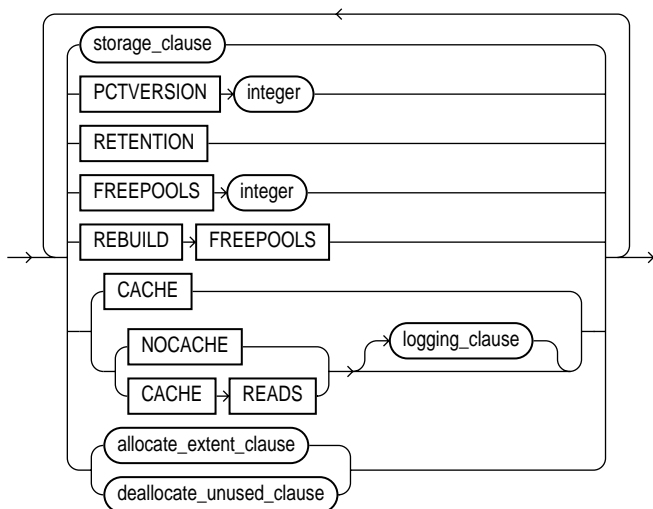 storage_clause
PCTVERSION integer
RETENTION
FREEPOOLS integer
REBUILD FREEPOOLS
CACHE
NOCACHE
logging_clause
CACHE READS
allocate_extent_clause
deallocate_unused_clause